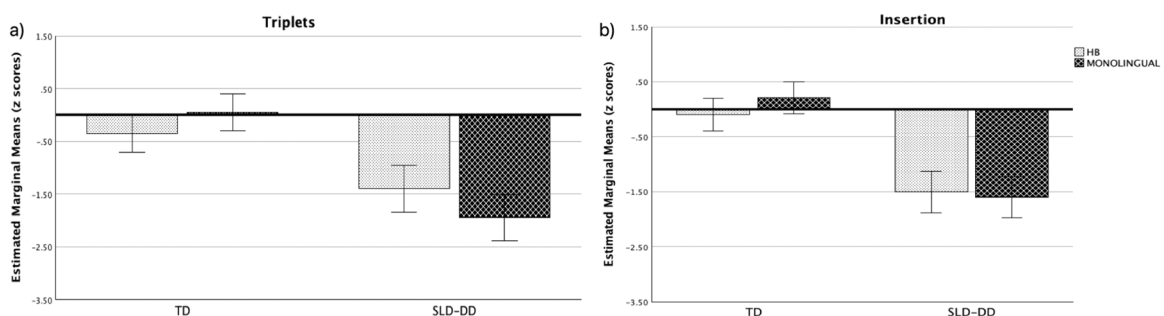 a)
Triplets
Estimated Marginal Means (z scores)
1.50
.50
-.50
-1.50
-2.50
-3.50
TD
SLD-DD
b)
Insertion
Estimated Marginal Means (z scores)
1.50
.50
-.50
-1.50
-2.50
-3.50
TD
SLD-DD
HB
MONOLINGUAL